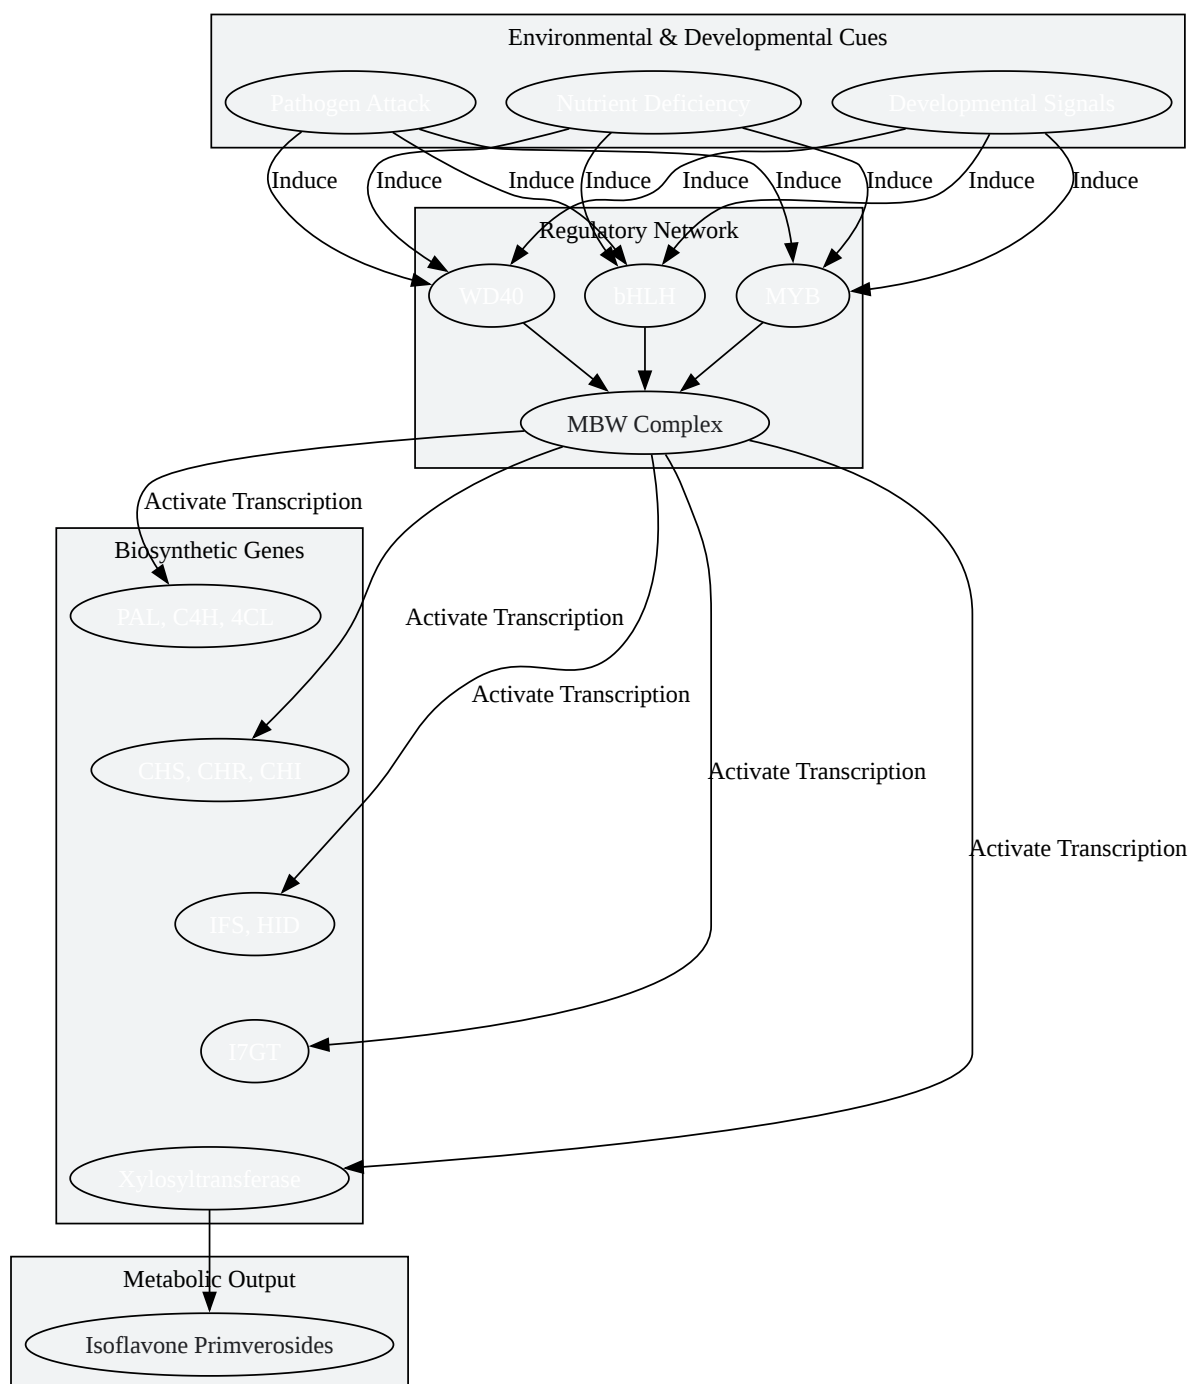 Environmental & Developmental Cues
Pathogen Attack
Nutrient Deficiency
Developmental Signals
Induce
Induce
Induce
Induce
Induce
Induce
Induce
Induce
Induce
Regulatory Network
WD40
bHLH
MYB
MBW Complex
Activate Transcription
Biosynthetic Genes
PAL, C4H, 4CL
Activate Transcription
Activate Transcription
CHS, CHR, CHI
Activate Transcription
Activate Transcription
IFS, HID
I7GT
Xylosyltransferase
Metabolic Output
Isoflavone Primverosides